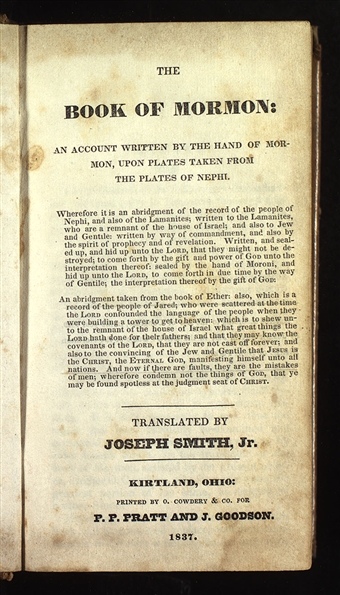 THE
BOOK OF MORMON:
AN ACCOUNT WRITTEN BY THE HAND OF MOR-
MON, UPON PLATES TAKEN FROM
THE PLATES OF NEPHI.
Wherefore it is an abridgment of the record of the people of
Nephi, and also of the Lamanites; written to the Lamanites,
who are a remnant of the house of Israel; and also to Jew
and Gentile: written by way of commandment, and also by
the spirit of prophecy and of revelation. Written, and seal-
ed up, and hid up unto the LORD, that they might not be de-
stroyed; to come forth by the gift and power of GOD unto the
interpretation thereof: sealed by the hand of Moroni, and
hid up unto the LORD, to come forth in due time by the way
of Gentile; the interpretation thereof by the gift of GOD:
An abridgment taken from the book of Ether: also, which is a
record of the people of Jared; who were scattered at the time
the LORD confounded the language of the people when they
were building a tower to get to heaven: which is to shew un-
to the remnant of the house of Israel what great things the
LORD hath done for their fathers; and that they may know the
covenants of the LORD, that they are not cast off forever; and
also to the convincing of the Jew and Gentile that JESUS is
the CHRIST, the ETERNAL GOD, manifesting himself unto all
nations. And now if there are faults, they are the mistakes
of men; wherefore condemn not the things of GOD, that ye
may be found spotless at the judgment seat of CHRIST.
TRANSLATED BY
JOSEPH SMITH, Jr.
KIRTLAND, OHIO:
PRINTED BY O. COWDERY & CO. FOR
P. P. PRATT AND J. GOODSON.
1837.